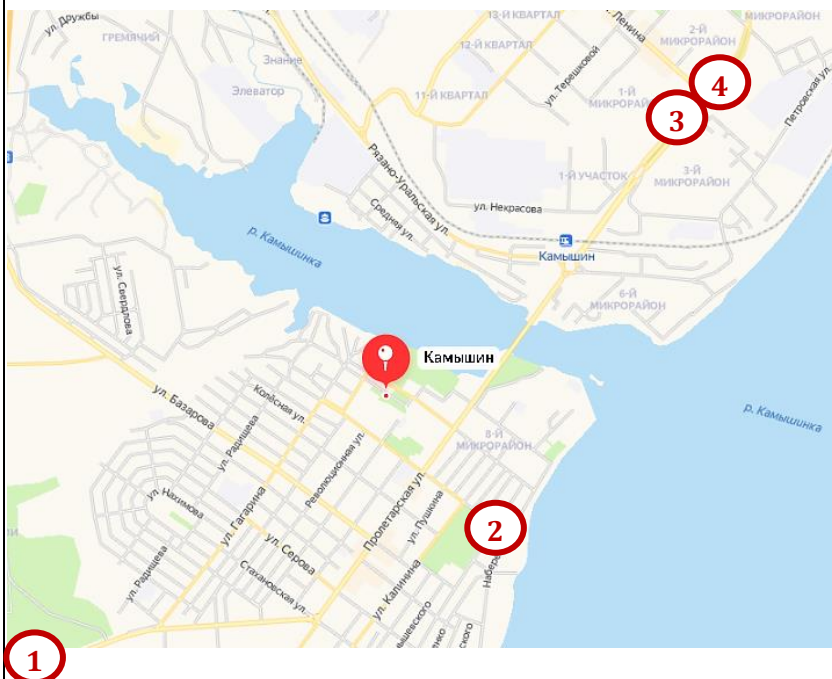 ул. Дружбы
ГРЕМЯЧИЙ
Знание
Элеватор
13-Й КВАРТАЛ
12-Й КВАРТАЛ
11-Й КВАРТАЛ
ул. Ленина
2-Й
МИКРОРАЙОН
МИКРОРАЙОН
ул. Терешковой
1-Й
МИКРОРАЙОН
4
3
Петровская ул.
1-Й УЧАСТОК
3-Й
МИКРОРАЙОН
Рязано-Уральская ул.
Средняя ул.
ул. Некрасова
р. Камышинка
Камышин
6-Й
МИКРОРАЙОН
ул. Свердлова
Камышин
ул. Базарова
Колёсная ул.
ул. Радищева
р. Камышинка
8-Й
МИКРОРАЙОН
Революционная ул.
ул. Нахимова
ул. Гагарина
Пролетарская ул.
ул. Пушкина
2
ул. Серова
ул. Радищева
Стахановская ул.
ул. Калинина
1